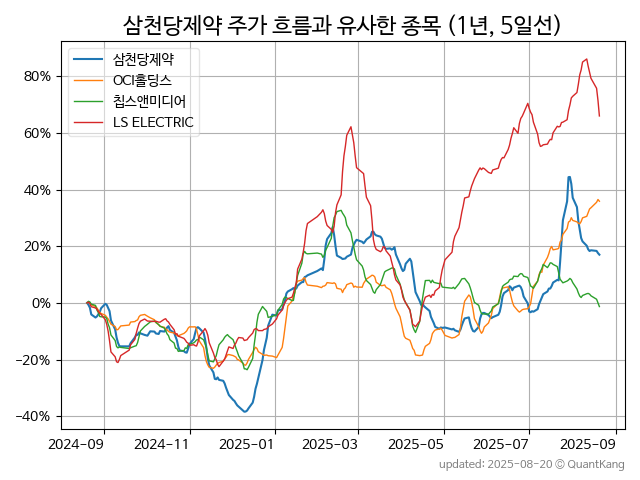 삼천당제약 주가 흐름과 유사한 종목 (1년, 5일선)
삼천당제약
OCI홀딩스
칩스앤미디어
LS ELECTRIC
80%
60%
40%
20%
0%
−20%
−40%
2024-09 2024-11 2025-01 2025-03 2025-05 2025-07 2025-09
updated: 2025-08-20 © QuantKang